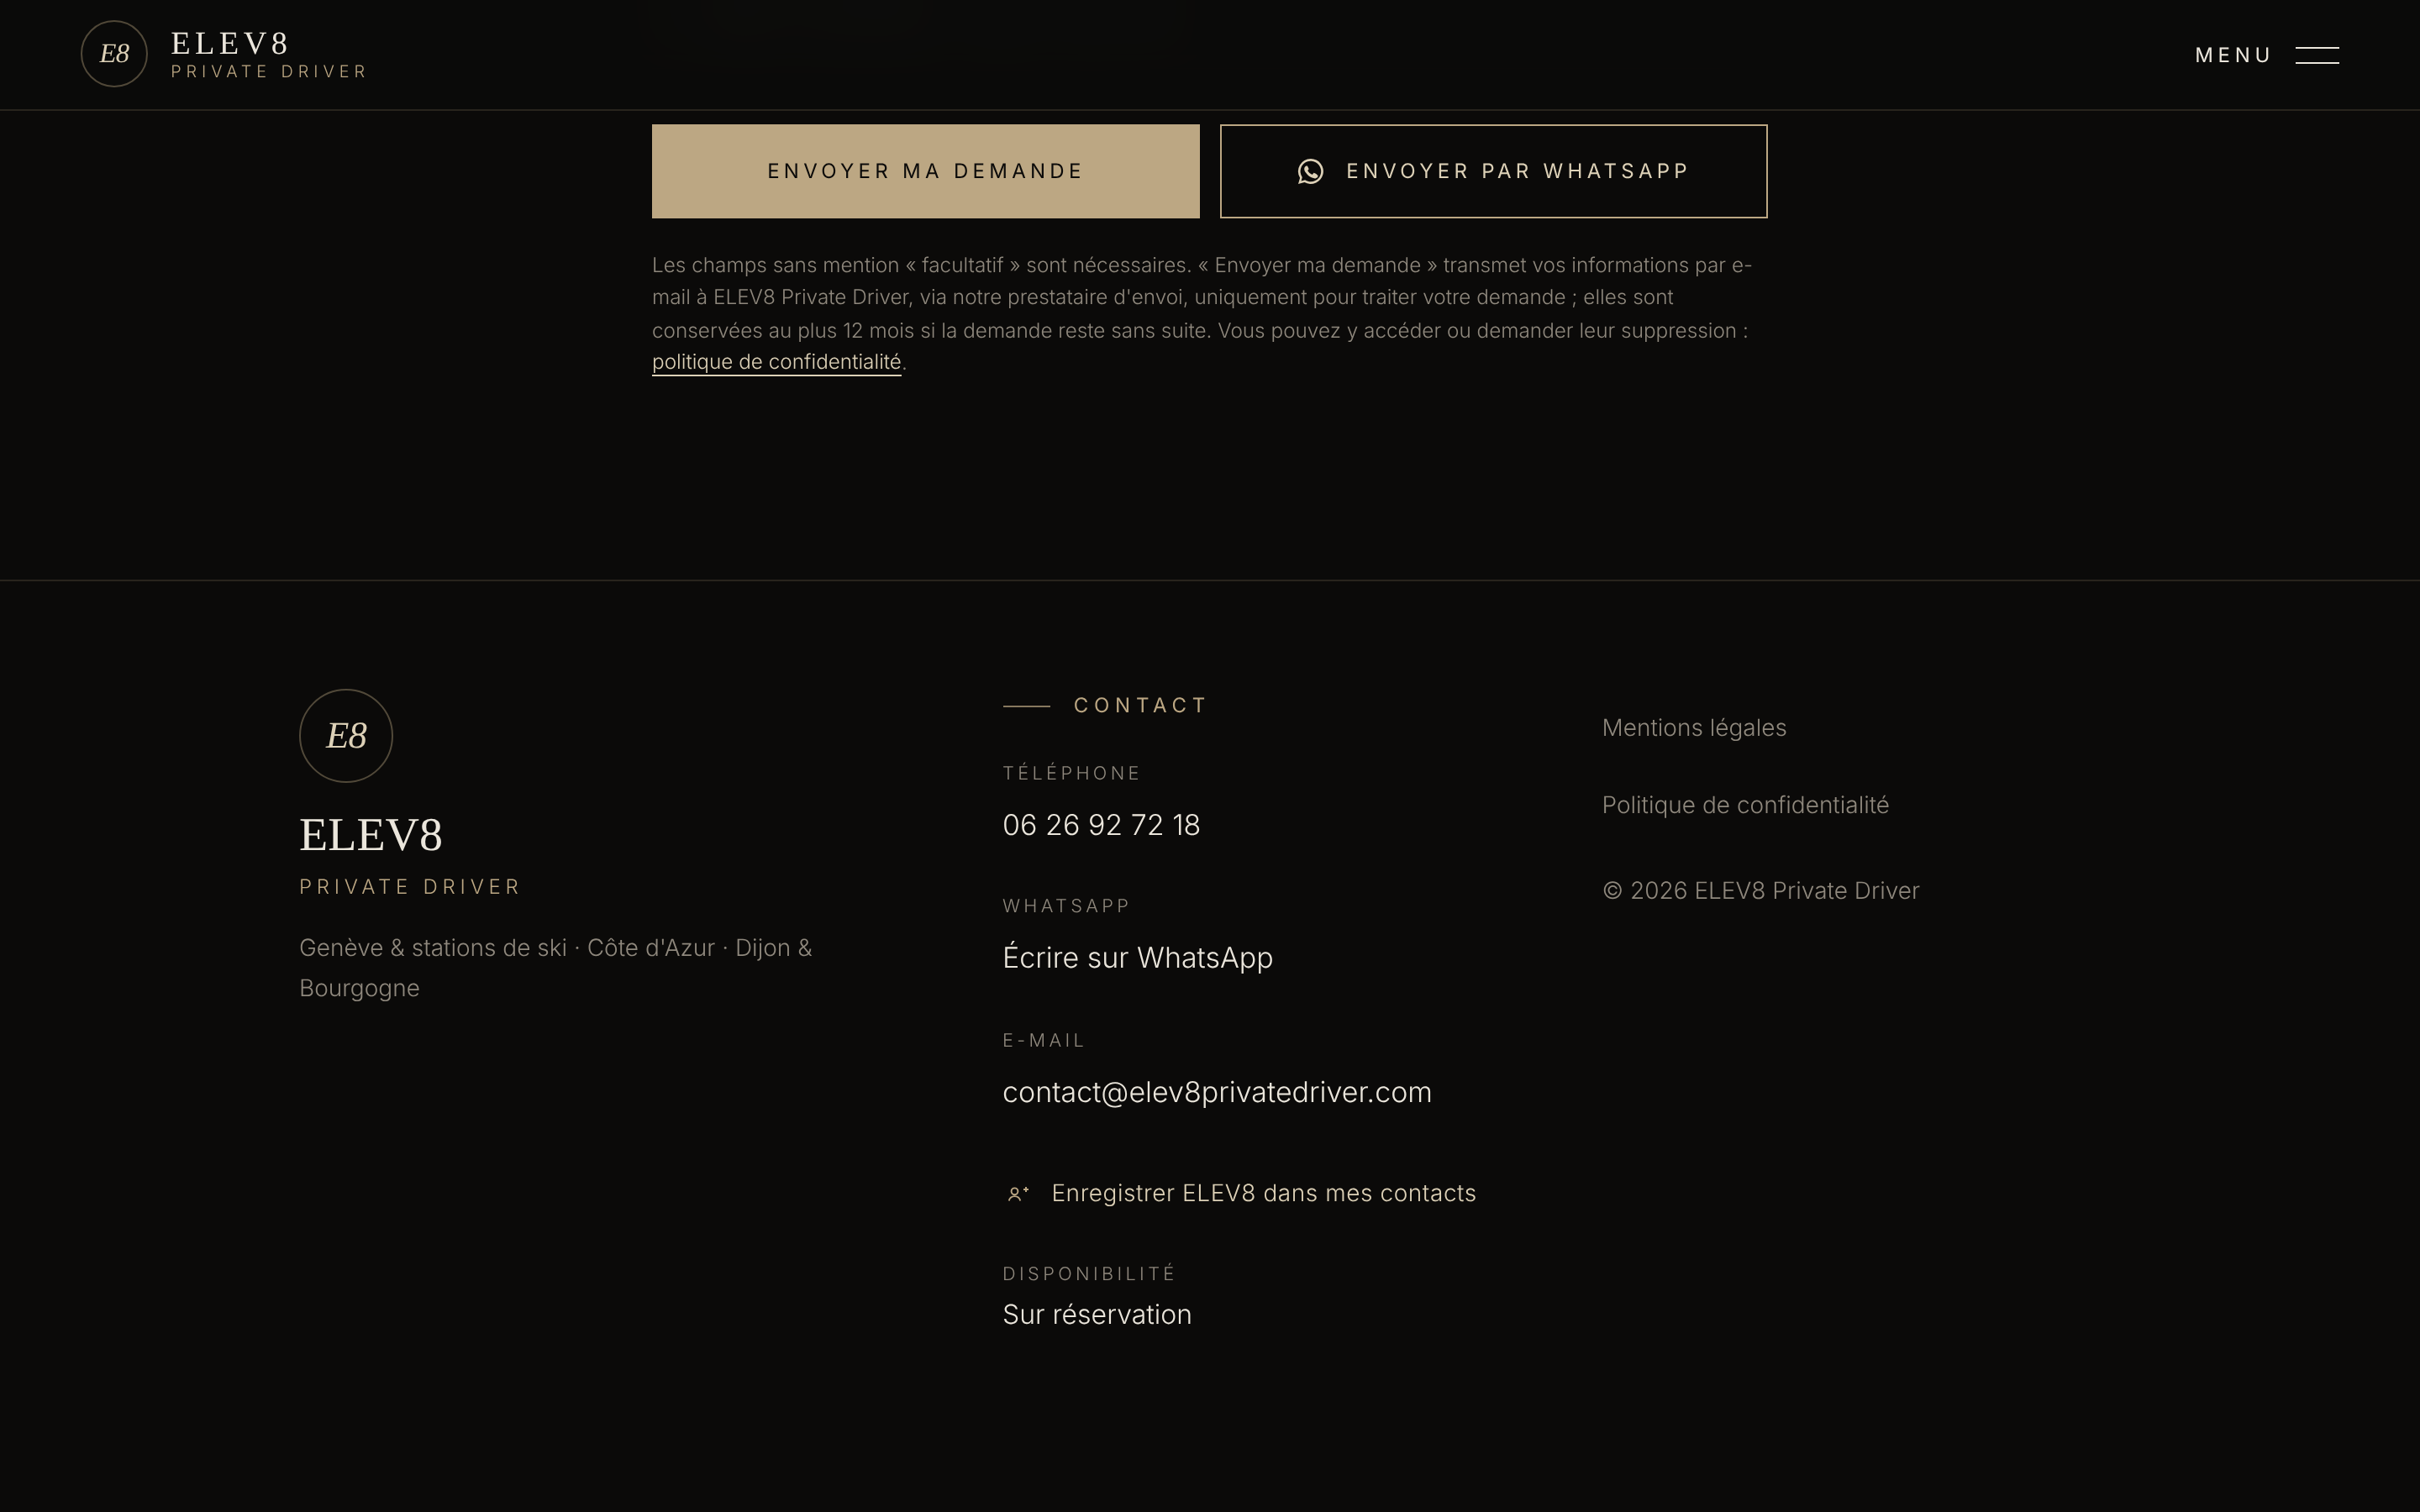 E8
ELEV8
PRIVATE DRIVER
MENU
ENVOYER MA DEMANDE
ENVOYER PAR WHATSAPP
Les champs sans mention « facultatif » sont nécessaires. « Envoyer ma demande » transmet vos informations par e-
mail à ELEV8 Private Driver, via notre prestataire d'envoi, uniquement pour traiter votre demande ; elles sont
conservées au plus 12 mois si la demande reste sans suite. Vous pouvez y accéder ou demander leur suppression :
politique de confidentialité.
E8
ELEV8
PRIVATE DRIVER
Genève & stations de ski · Côte d'Azur · Dijon &
Bourgogne
CONTACT
TÉLÉPHONE
06 26 92 72 18
WHATSAPP
Écrire sur WhatsApp
E-MAIL
contact@elev8privatedriver.com
Enregistrer ELEV8 dans mes contacts
DISPONIBILITÉ
Sur réservation
Mentions légales
Politique de confidentialité
© 2026 ELEV8 Private Driver